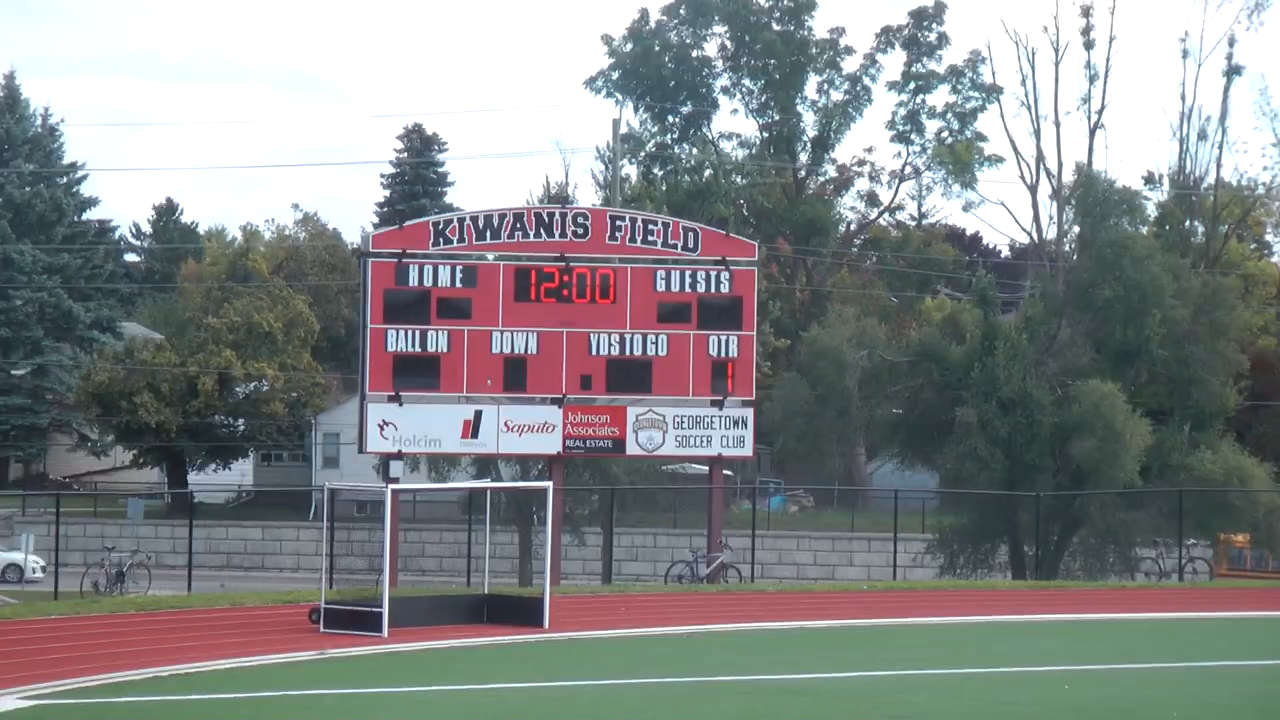 KIWANIS FIELD
HOME 12:00 GUESTS
BALL ON DOWN YDS TO GO QTR
1
Holcim
Saputo
Johnson
Associates
REAL ESTATE
GEORGETOWN
GEORGETOWN
SOCCER CLUB